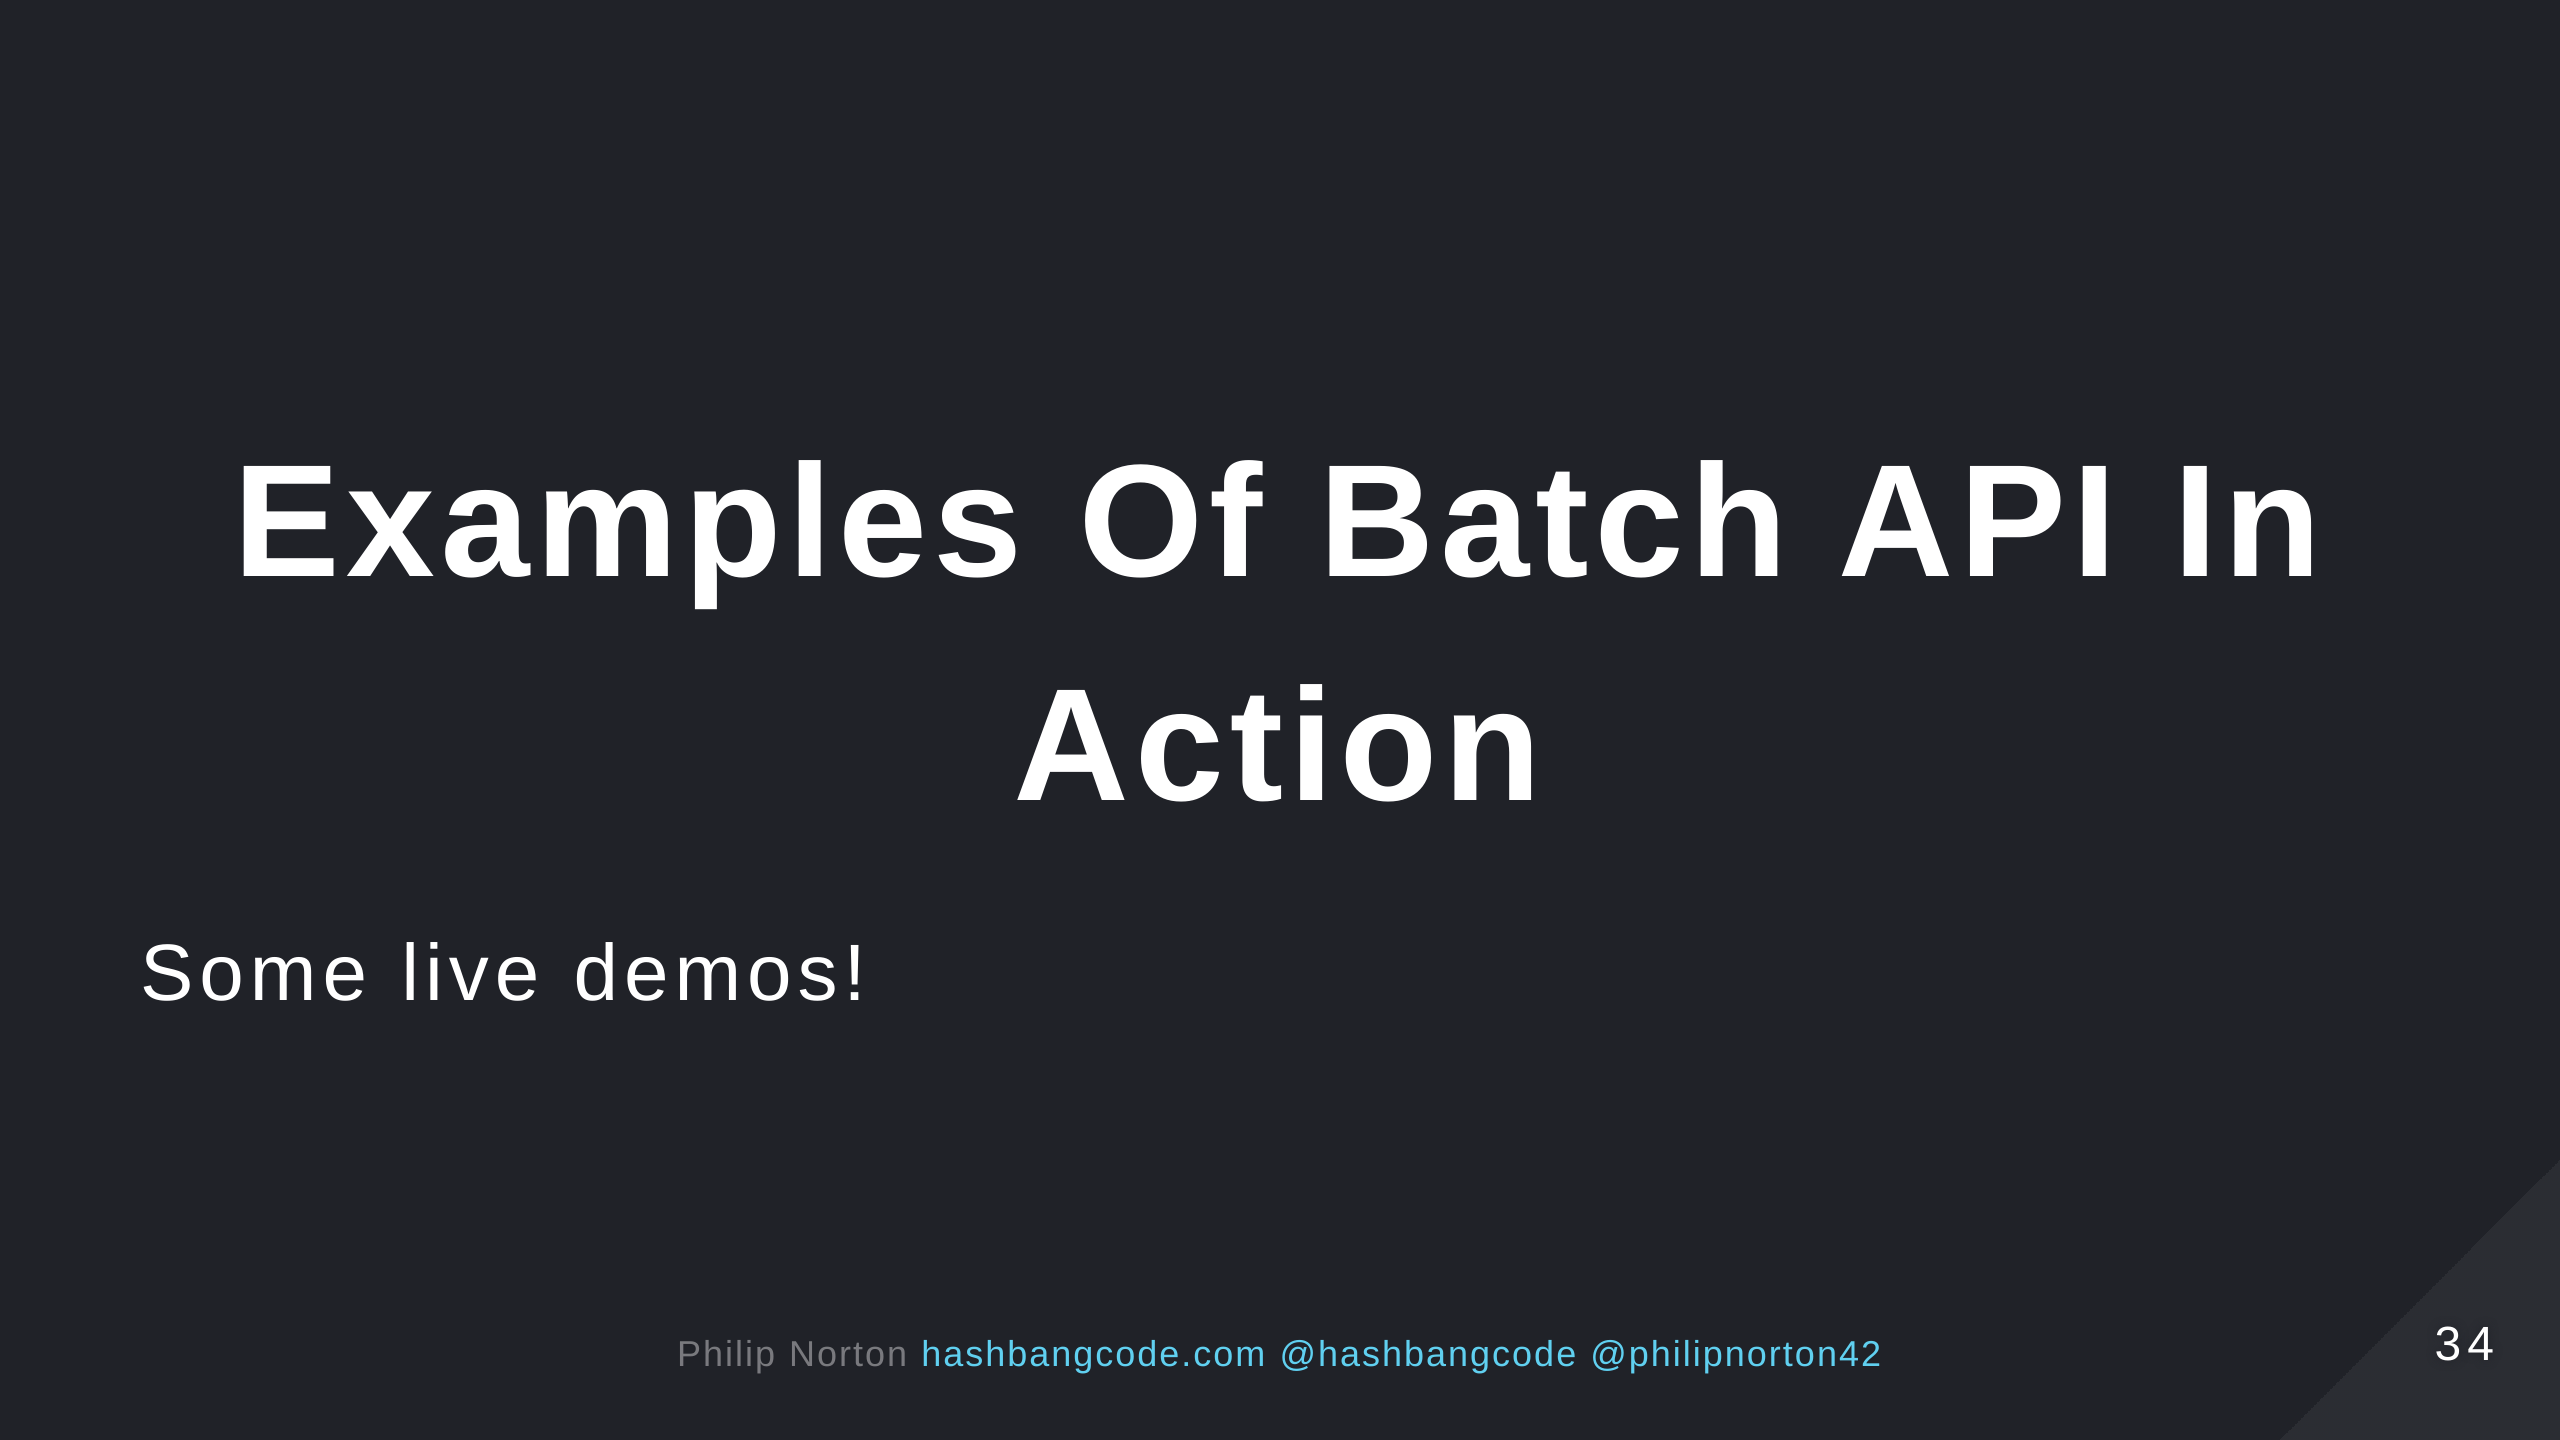 Examples Of Batch API In
Action
Some live demos!
Philip Norton hashbangcode.com @hashbangcode @philipnorton42
34